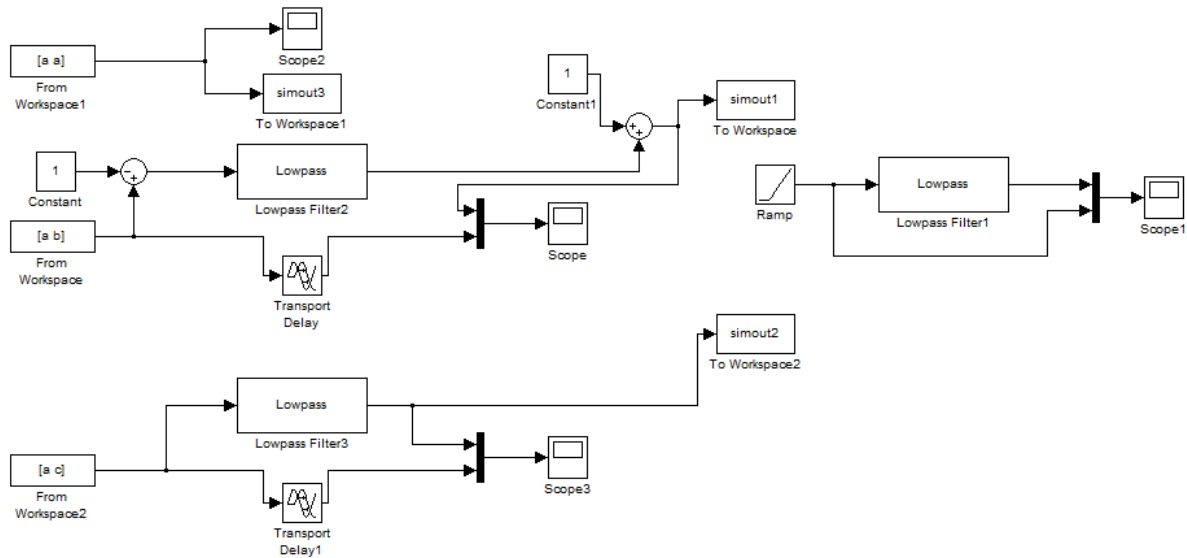 [a a]
From
Workspace1
Scope2
simout3
To Workspace1
1
Constant1
simout1
To Workspace
1
Constant
- +
Lowpass
Lowpass Filter2
+ +
[a b]
From
Workspace
Transport
Delay
Scope
Ramp
Lowpass
Lowpass Filter1
Scope1
simout2
To Workspace2
Lowpass
Lowpass Filter3
[a c]
From
Workspace2
Transport
Delay1
Scope3